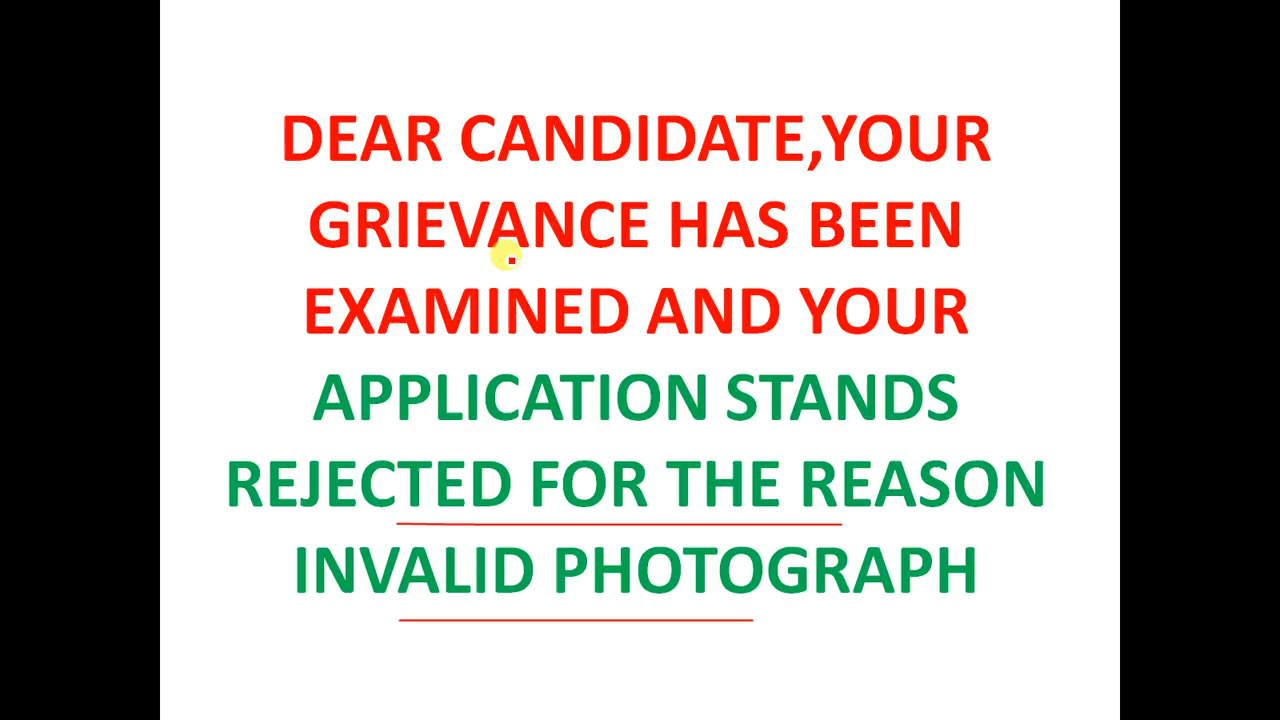 DEAR CANDIDATE,YOUR
GRIEVANCE HAS BEEN
EXAMINED AND YOUR
APPLICATION STANDS
REJECTED FOR THE REASON
INVALID PHOTOGRAPH